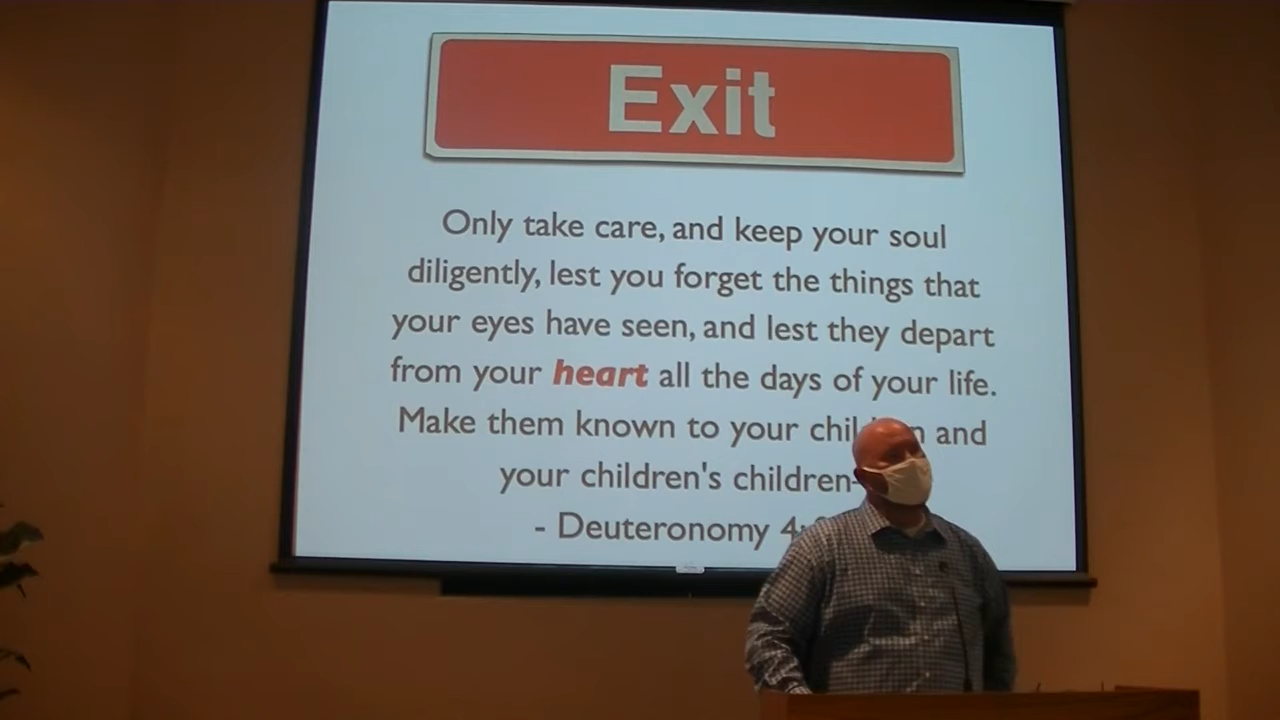 Exit
Only take care, and keep your soul
diligently, lest you forget the things that
your eyes have seen, and lest they depart
from your heart all the days of your life.
Make them known to your and
your children's children-
- Deuteronomy